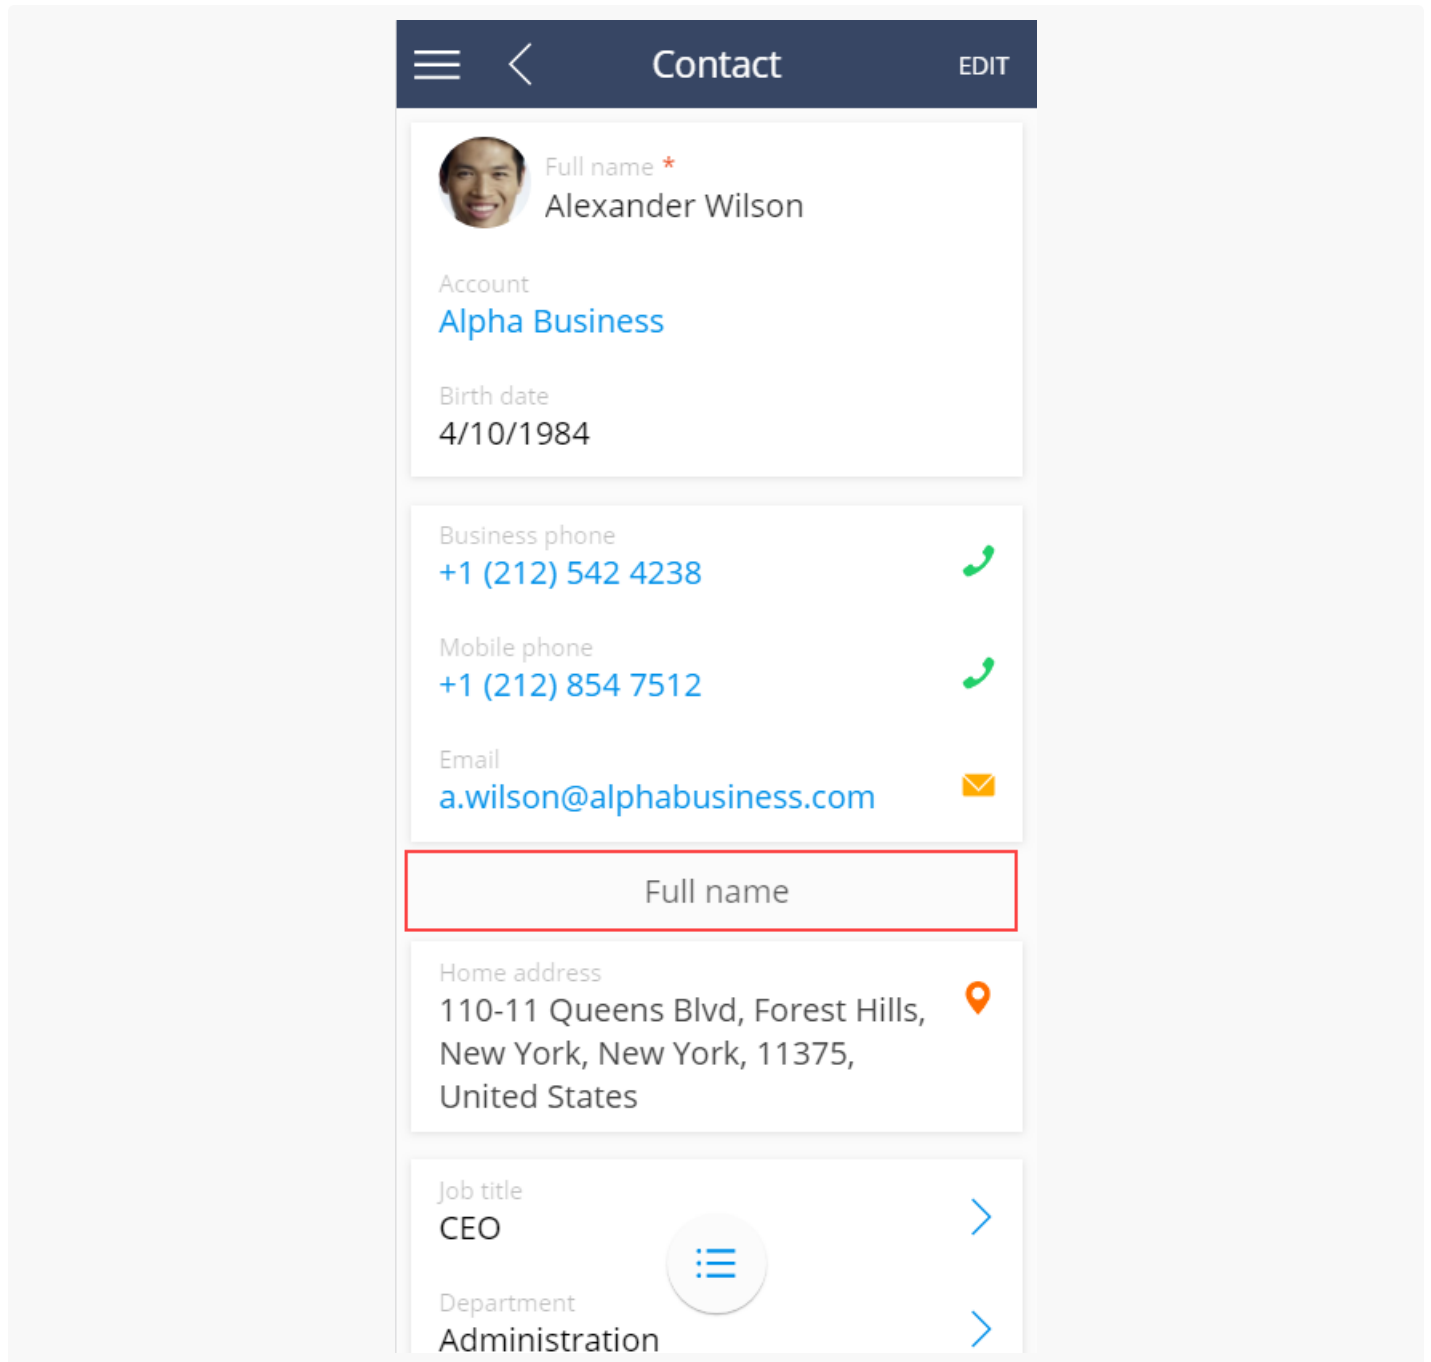 Contact
EDIT
Full name *
Alexander Wilson
Account
Alpha Business
Birth date
4/10/1984
Business phone
+1 (212) 542 4238
Mobile phone
+1 (212) 854 7512
Email
a.wilson@alphabusiness.com
Full name
Home address
110-11 Queens Blvd, Forest Hills,
New York, New York, 11375,
United States
Job title
CEO
Department
Administration